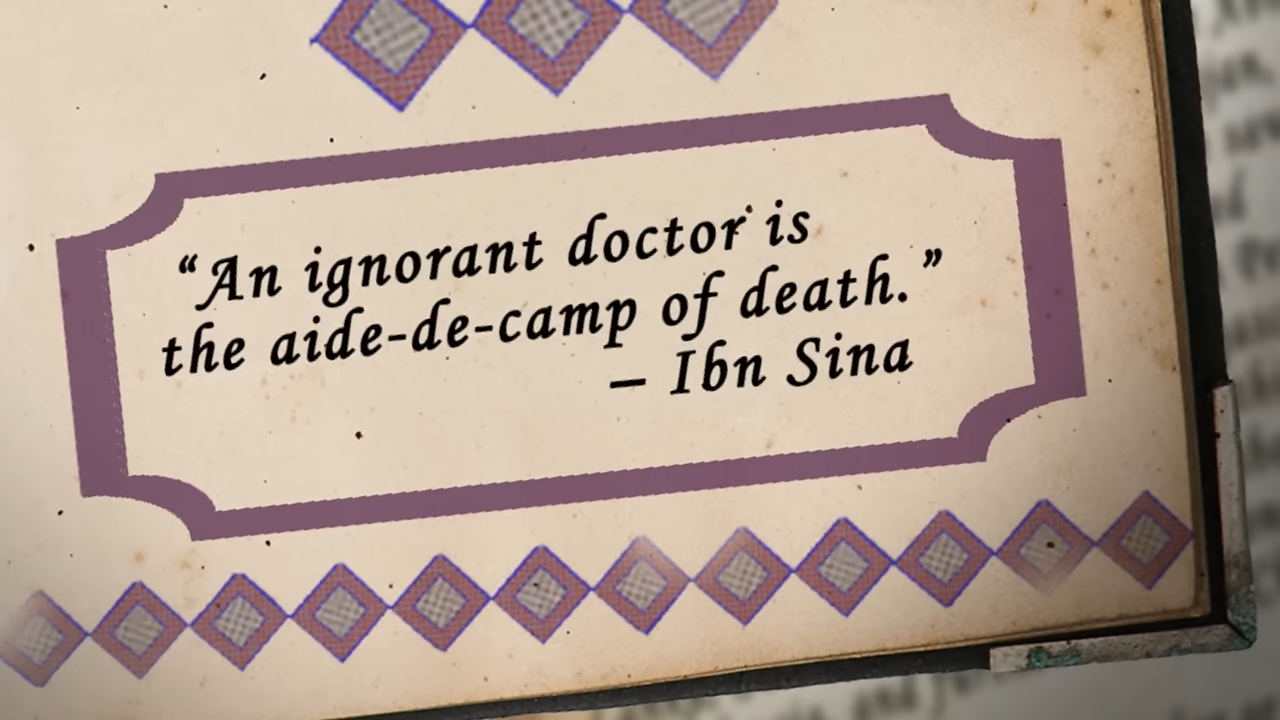 “An ignorant doctor is
the aide-de-camp of death.”
– Ibn Sina